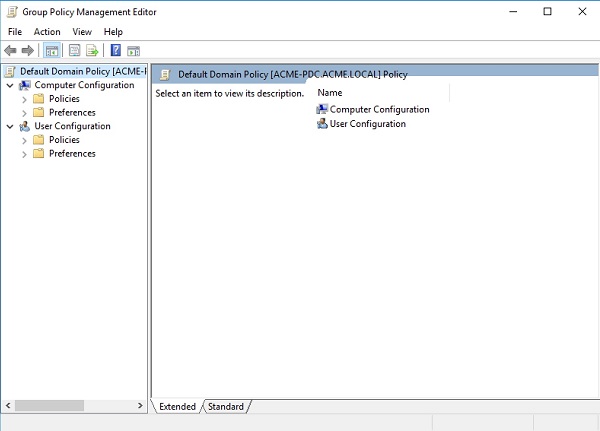 Group Policy Management Editor
File Action View Help
Default Domain Policy [ACME-
Computer Configuration
Policies
Preferences
User Configuration
Policies
Preferences
Default Domain Policy [ACME-PDC.ACME.LOCAL] Policy
Select an item to view its description.
Name
Computer Configuration
User Configuration
Extended Standard